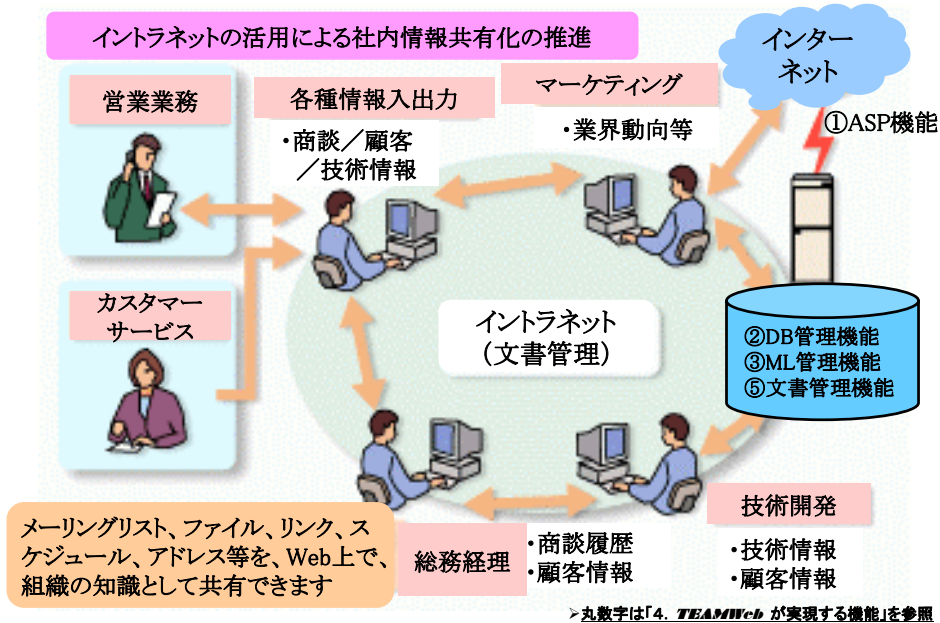 イントラネットの活用による社内情報共有化の推進
インター
ネット
①ASP機能
営業業務
各種情報入出力
・商談／顧客
／技術情報
マーケティング
・業界動向等
カスタマー
サービス
イントラネット
（文書管理）
②DB管理機能
③ML管理機能
⑤文書管理機能
メーリングリスト、ファイル、リンク、ス
ケジュール、アドレス等を、Web上で、
組織の知識として共有できます
総務経理
・商談履歴
・顧客情報
技術開発
・技術情報
・顧客情報
➢丸数字は「４．TEAMWeb が実現する機能」を参照